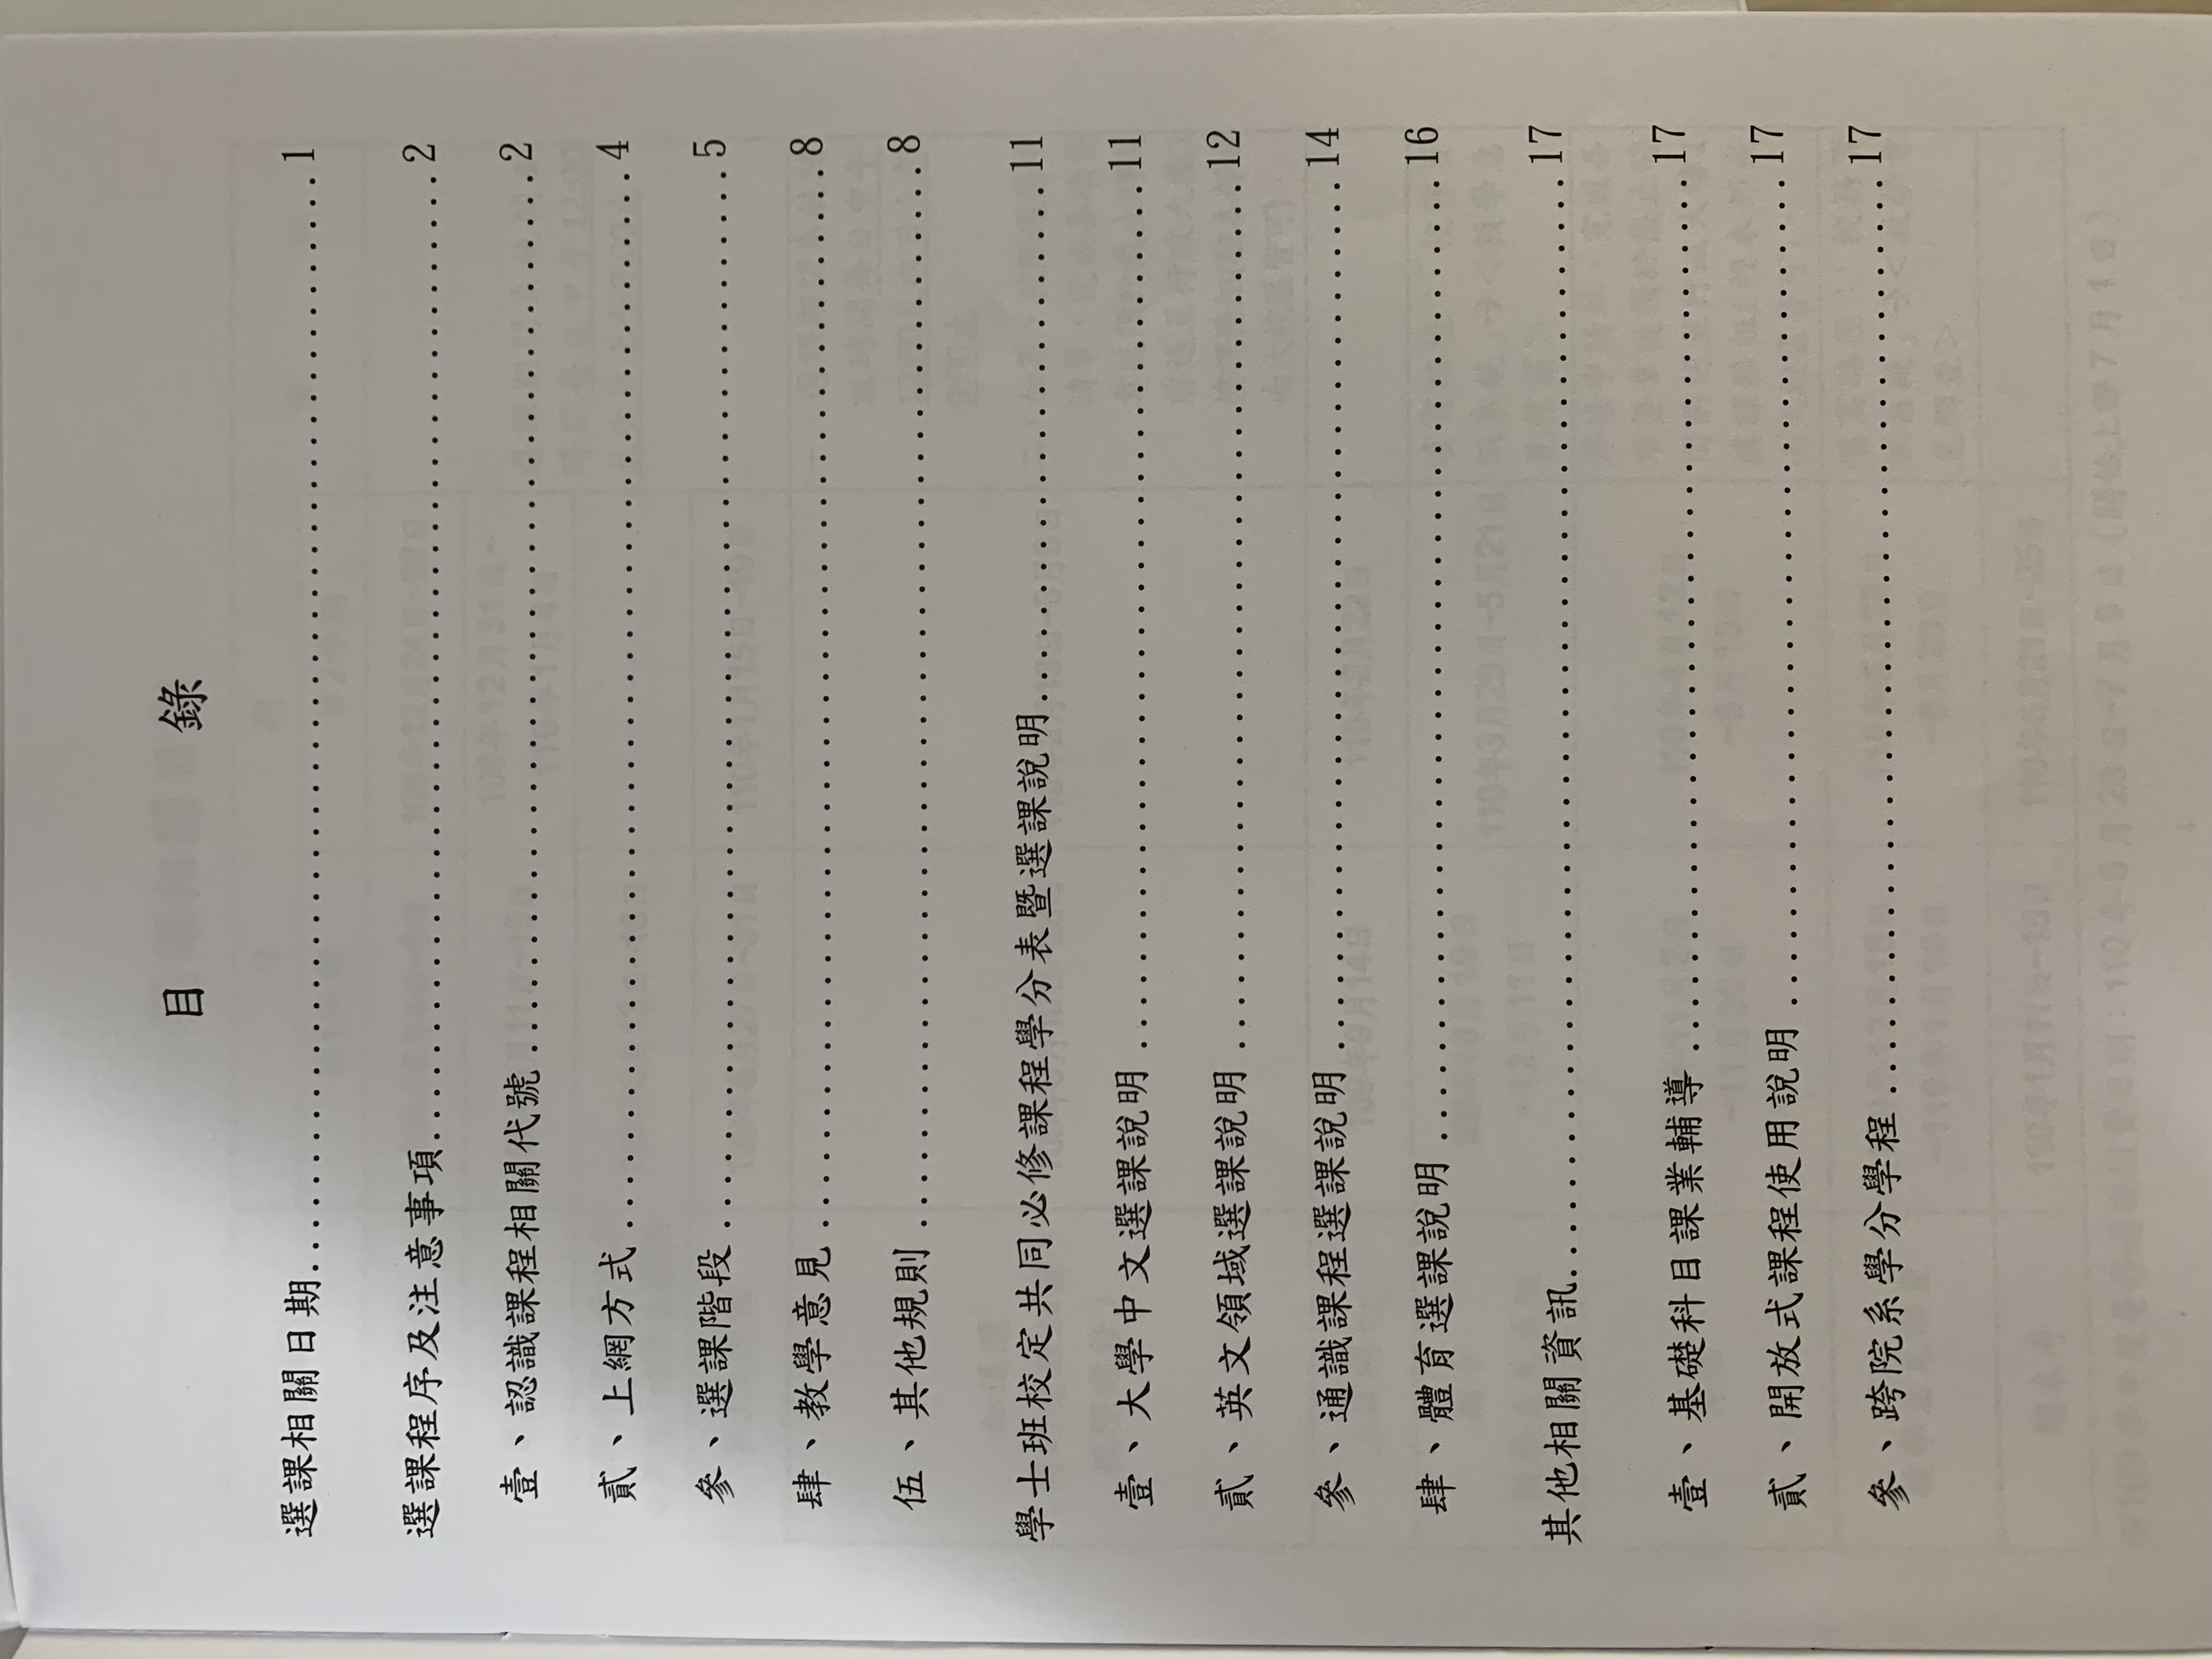 目 錄
選課相關日期..................................................1
選課程序及注意事項............................................2
壹、認識課程相關代號 ........................................2
貳、上網方式 ................................................4
參、選課階段 ................................................5
肆、教學意見 ................................................8
伍、其他規則 ................................................8
學士班校定共同必修課程學分表暨選課說明........................11
壹、大學中文選課說明 ........................................11
貳、英文領域選課說明 ........................................12
參、通識課程選課說明 ........................................14
肆、體育選課說明 ............................................16
其他相關資訊..................................................17
壹、基礎科目課業輔導 ........................................17
貳、開放式課程使用說明 ......................................17
參、跨院系學分學程 ..........................................17